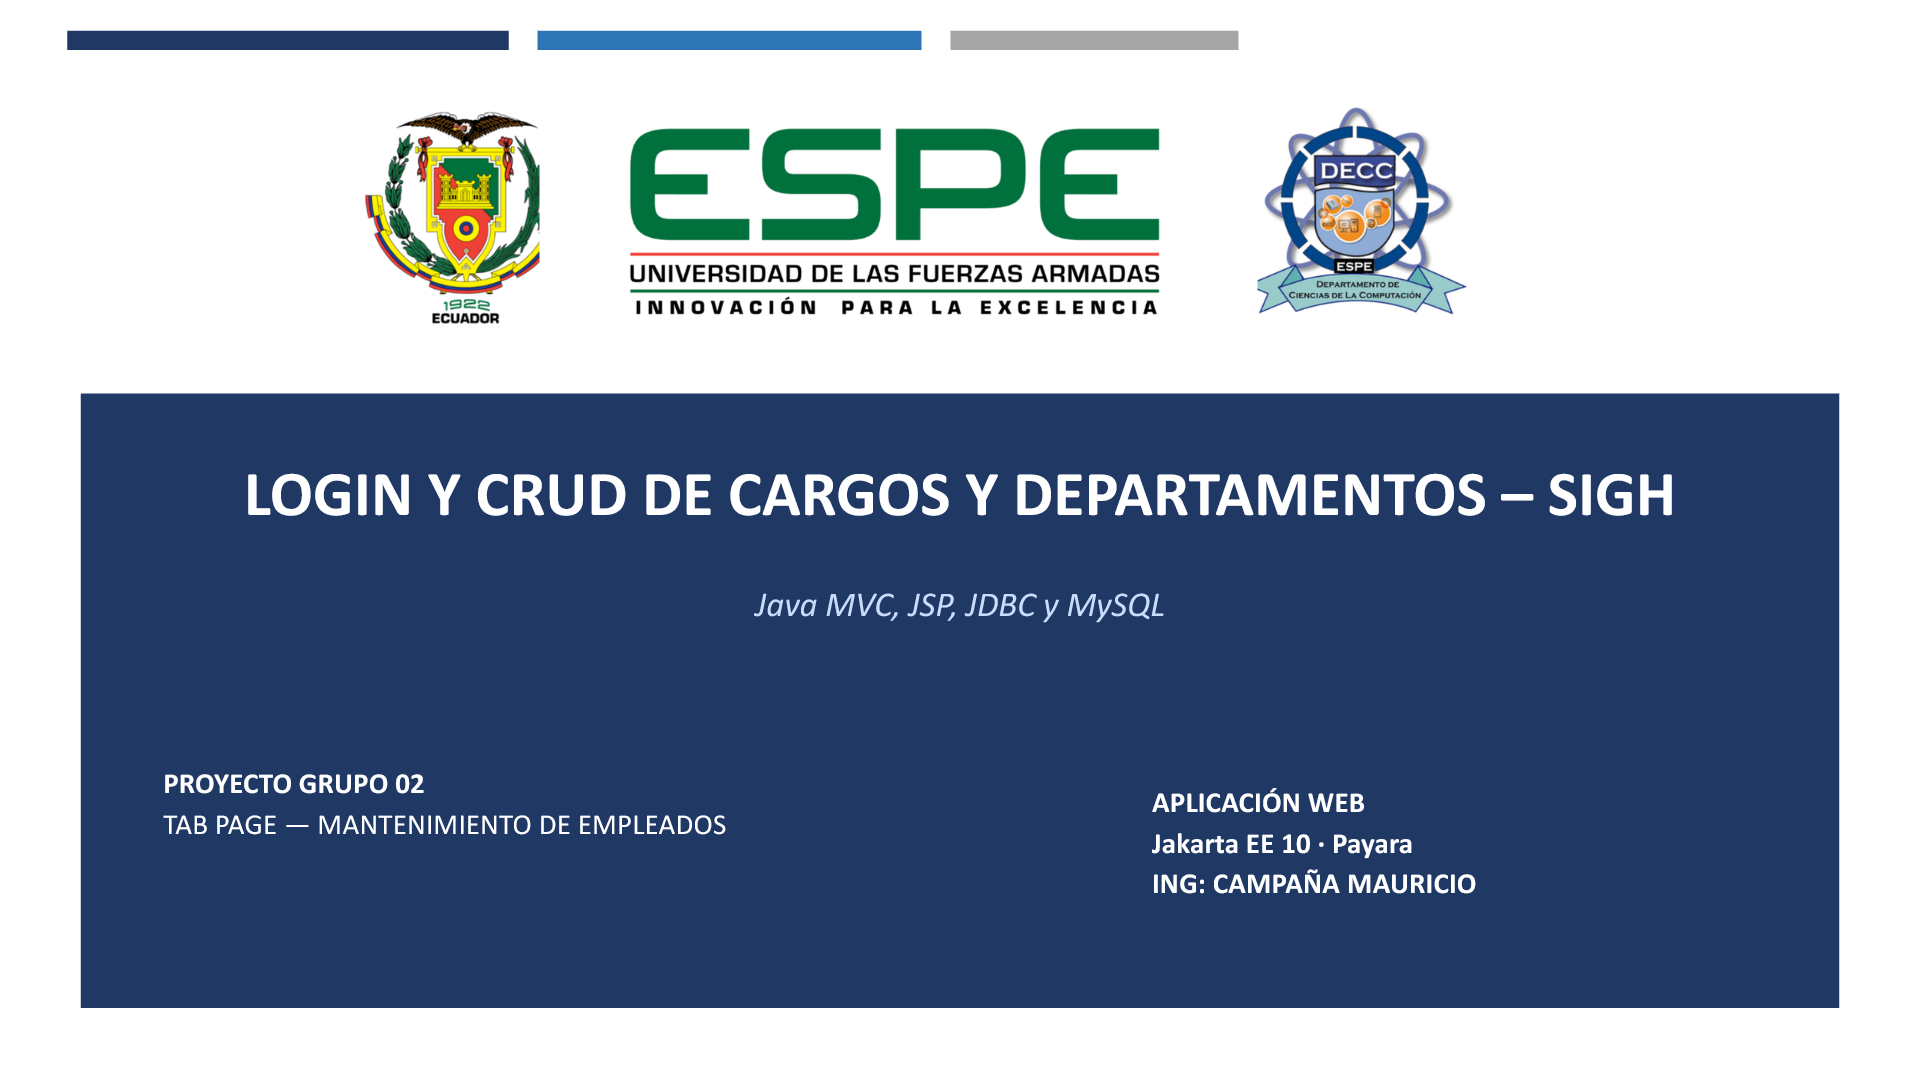 1922
ECUADOR
ESPE
UNIVERSIDAD DE LAS FUERZAS ARMADAS
INNOVACIÓN PARA LA EXCELENCIA
DECC
ESPE
DEPARTAMENTO DE
CIENCIAS DE LA COMPUTACIÓN
LOGIN Y CRUD DE CARGOS Y DEPARTAMENTOS – SIGH
Java MVC, JSP, JDBC y MySQL
PROYECTO GRUPO 02
TAB PAGE — MANTENIMIENTO DE EMPLEADOS
APLICACIÓN WEB
Jakarta EE 10 · Payara
ING: CAMPAÑA MAURICIO